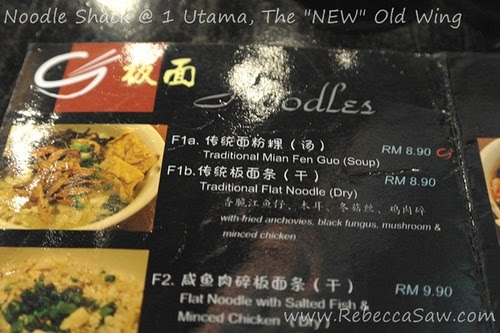 Noodle Shack @ 1 Utama, The "NEW" Old Wing
板面
Noodles
F1a. 传统面粉粿（汤）
Traditional Mian Fen Guo (Soup)
RM 8.90
F1b. 传统板面条（干）
Traditional Flat Noodle (Dry)
RM 8.90
香脆江鱼仔、木耳、冬菇丝、鸡肉碎
with fried anchovies, black fungus, mushroom &
minced chicken
F2. 咸鱼肉碎板面条（干）
RM 9.90
Flat Noodle with Salted Fish &
Minced Chicken (Dry)
www.RebeccaSaw.com